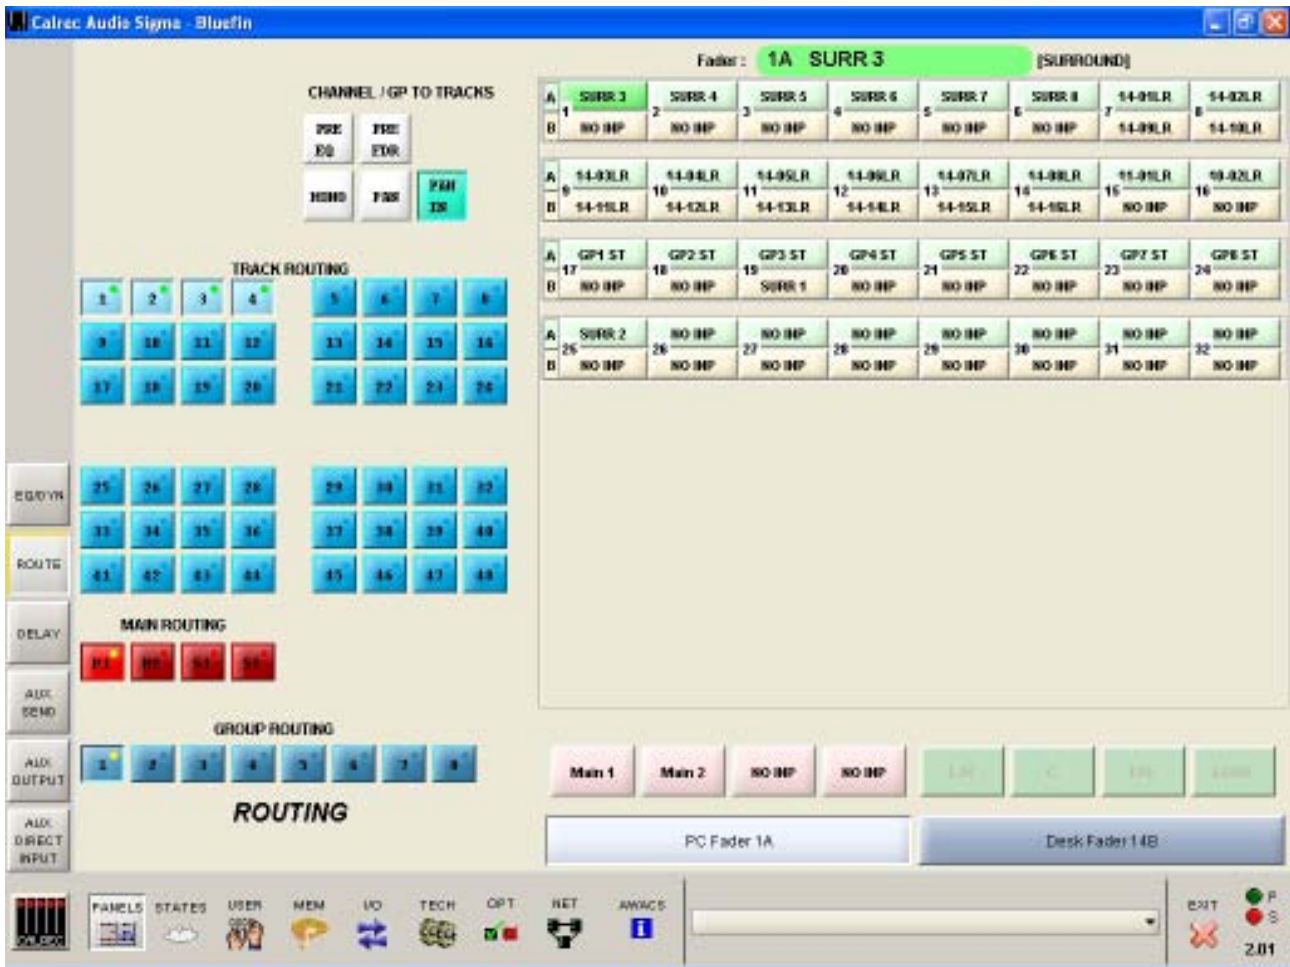 Calrec Audio Sigma - Bluefin
Fader: 1A SURR 3 [SURROUND]
CHANNEL / GP TO TRACKS
PRE EQ
PRE FDR
MONO
PAN
PAN IN
A SURR 3 SURR 4 SURR 5 SURR 6 SURR 7 SURR 8 14-01LR 14-02LR
1 2 3 4 5 6 7 8
B NO INP NO INP NO INP NO INP NO INP NO INP 14-09LR 14-10LR
A 14-03LR 14-04LR 14-05LR 14-06LR 14-07LR 14-08LR 11-01LR 10-02LR
9 10 11 12 13 14 15 16
B 14-11LR 14-12LR 14-13LR 14-14LR 14-15LR 14-16LR NO INP NO INP
A GP1 ST GP2 ST GP3 ST GP4 ST GP5 ST GP6 ST GP7 ST GP8 ST
17 18 19 20 21 22 23 24
B NO INP NO INP SURR 1 NO INP NO INP NO INP NO INP NO INP
A SURR 2 NO INP NO INP NO INP NO INP NO INP NO INP NO INP
25 26 27 28 29 30 31 32
B NO INP NO INP NO INP NO INP NO INP NO INP NO INP NO INP
TRACK ROUTING
1 2 3 4 5 6 7 8
9 10 11 12 13 14 15 16
17 18 19 20 21 22 23 24
25 26 27 28 29 30 31 32
33 34 35 36 37 38 39 40
41 42 43 44 45 46 47 48
EQ/DYN
ROUTE
DELAY
AUX
SEND
AUX
OUTPUT
AUX
DIRECT
INPUT
MAIN ROUTING
GROUP ROUTING
1 2 3 4 5 6 7 8
ROUTING
Main 1 Main 2 NO INP NO INP
PC Fader 1A Desk Fader 14B
CALREC
PANELS STATES USER MEM I/O TECH OPT NET AWACS
EXIT
P
S
2.01